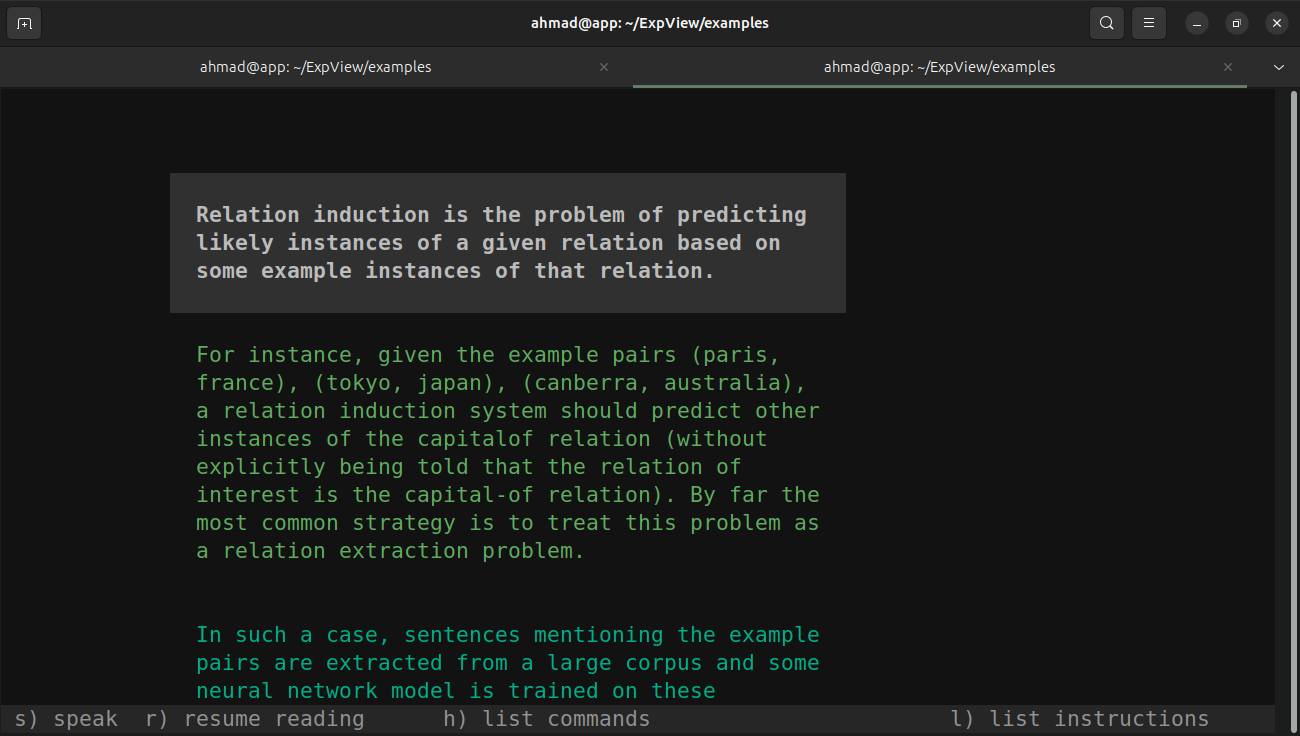 ahmad@app: ~/ExpView/examples
ahmad@app: ~/ExpView/examples
ahmad@app: ~/ExpView/examples
Relation induction is the problem of predicting
likely instances of a given relation based on
some example instances of that relation.
For instance, given the example pairs (paris,
france), (tokyo, japan), (canberra, australia),
a relation induction system should predict other
instances of the capitalof relation (without
explicitly being told that the relation of
interest is the capital-of relation). By far the
most common strategy is to treat this problem as
a relation extraction problem.
In such a case, sentences mentioning the example
pairs are extracted from a large corpus and some
neural network model is trained on these
s) speak r) resume reading h) list commands l) list instructions